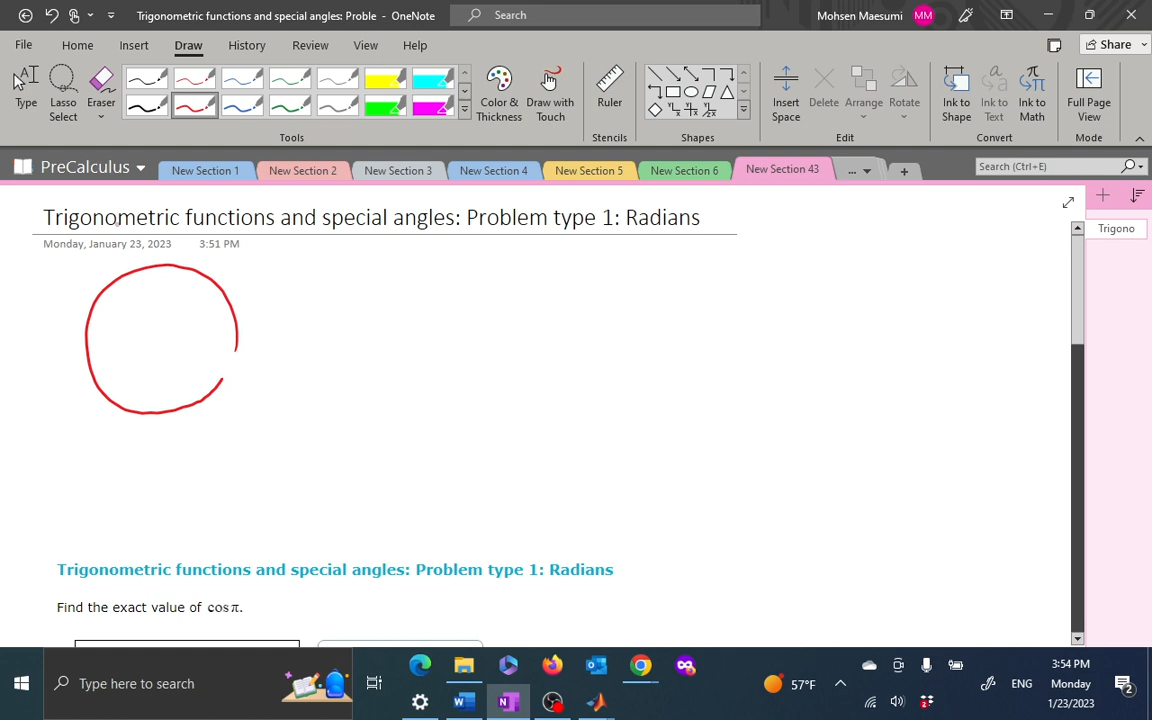 Trigonometric functions and special angles: Proble - OneNote
Search
Mohsen Maesumi MM
File Home Insert Draw History Review View Help
Share
Type
Lasso Select
Eraser
Color & Thickness
Draw with Touch
Ruler
Insert Space
Delete
Arrange
Rotate
Ink to Shape
Ink to Text
Ink to Math
Full Page View
Tools Stencils Shapes Edit Convert Mode
PreCalculus New Section 1 New Section 2 New Section 3 New Section 4 New Section 5 New Section 6 New Section 43 ... Search (Ctrl+E)
Trigonometric functions and special angles: Problem type 1: Radians
Trigono
Monday, January 23, 2023 3:51 PM
Trigonometric functions and special angles: Problem type 1: Radians
Find the exact value of cos π.
Type here to search
57°F
ENG
3:54 PM
Monday
1/23/2023
2